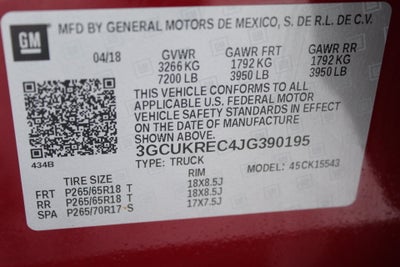 GM
MFD BY GENERAL MOTORS DE MEXICO, S. DE R.L. DE C.V.
04/18 GVWR GAWR FRT GAWR RR
3266 KG 1792 KG 1792 KG
7200 LB 3950 LB 3950 LB
THIS VEHICLE CONFORMS TO ALL
APPLICABLE U.S. FEDERAL MOTOR
VEHICLE SAFETY STANDARDS IN
EFFECT ON THE DATE OF MANUFACTURE
SHOWN ABOVE.
434B 3GCUKREC4JG390195
TYPE: TRUCK MODEL: 45CK15543
TIRE SIZE RIM
FRT P265/65R18 T 18X8.5J
RR P265/65R18 T 18X8.5J
SPA P265/70R17 S 17X7.5J